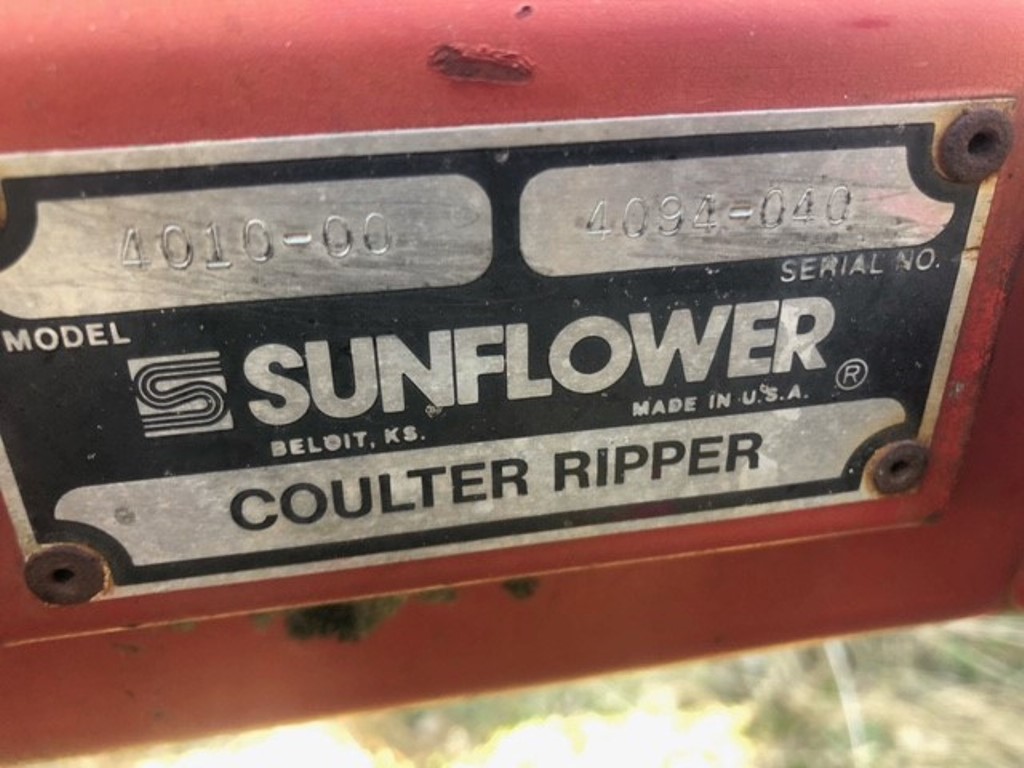 4010-00 4094-040
MODEL SERIAL NO.
SUNFLOWER ®
BELOIT, KS. MADE IN U.S.A.
COULTER RIPPER